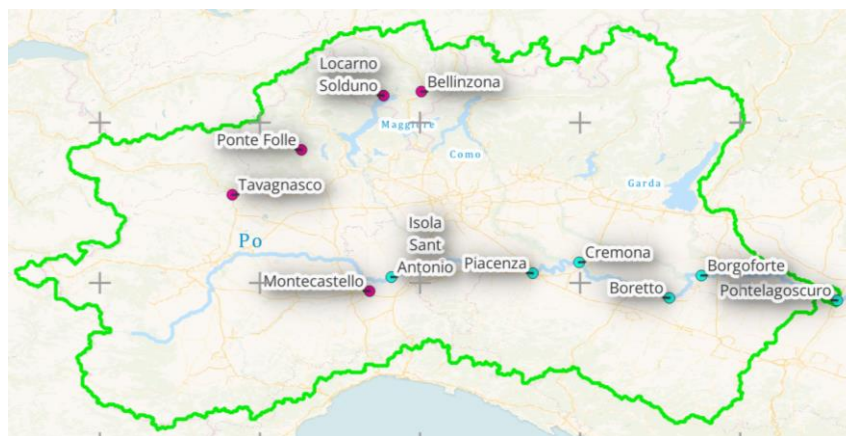 Locarno
Solduno
Bellinzona
Maggiore
Ponte Folle
Como
Tavagnasco
Garda
Isola
Sant
Antonio
Po
Piacenza
Cremona
Montecastello
Borgoforte
Boretto
Pontelagoscuro